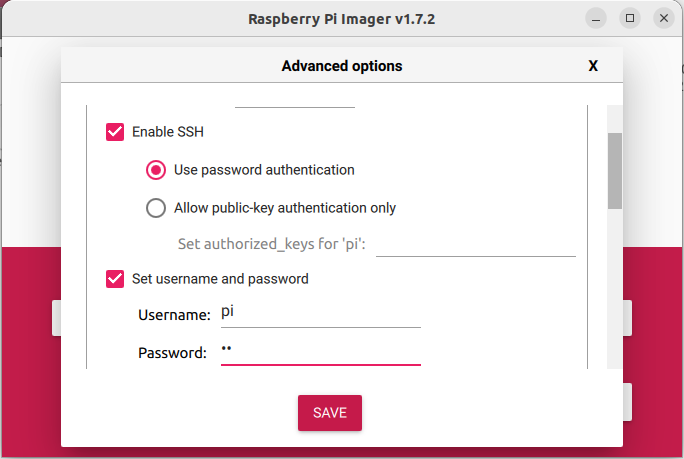 Raspberry Pi Imager v1.7.2
Advanced options X
Enable SSH
Use password authentication
Allow public-key authentication only
Set authorized_keys for 'pi':
Set username and password
Username: pi
Password: ••
SAVE